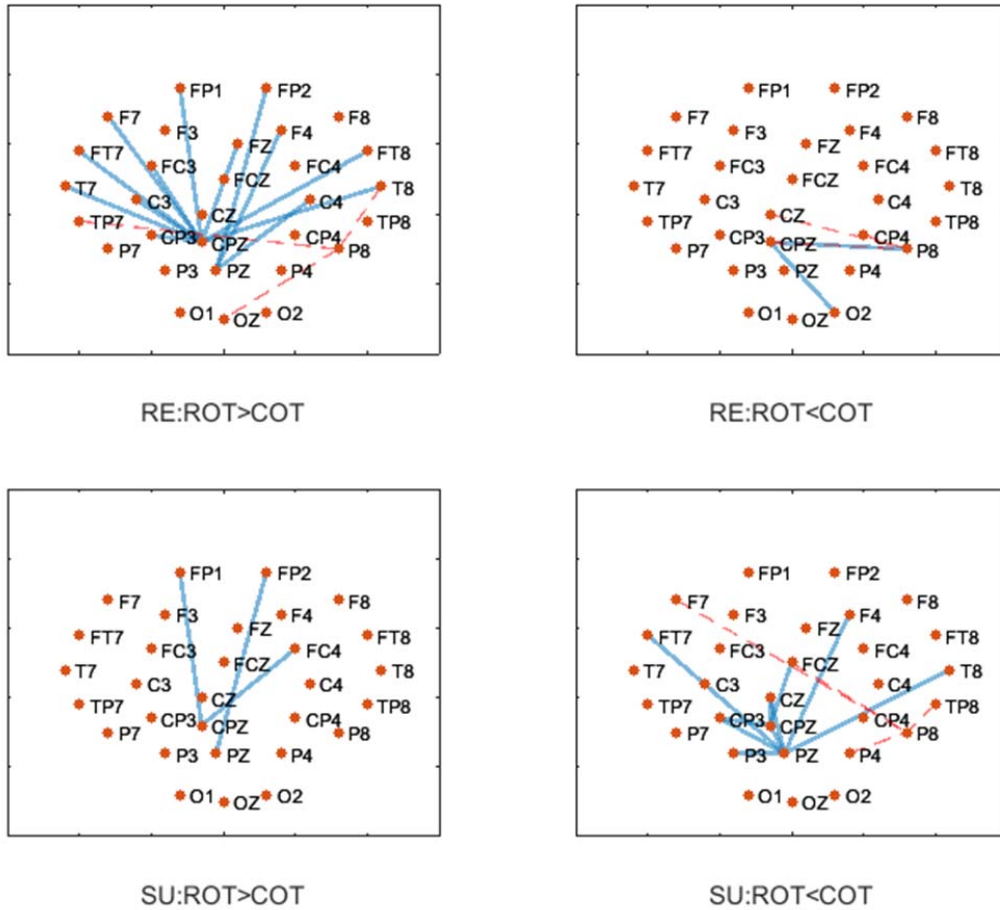 FP1 FP2
F7 F8
F3 F4
FZ
FT7 FC3 FC4 FT8
FCZ
T7 T8
C3 C4
CZ
TP7 TP8
CP3 CPZ CP4
P7 P8
P3 PZ P4
O1 OZ O2
RE:ROT>COT
FP1 FP2
F7 F8
F3 F4
FZ
FT7 FC3 FC4 FT8
FCZ
T7 T8
C3 C4
CZ
TP7 TP8
CP3 CPZ CP4
P7 P8
P3 PZ P4
O1 OZ O2
RE:ROT<COT
FP1 FP2
F7 F8
F3 F4
FZ
FT7 FC3 FC4 FT8
FCZ
T7 T8
C3 C4
CZ
TP7 TP8
CP3 CPZ CP4
P7 P8
P3 PZ P4
O1 OZ O2
SU:ROT>COT
FP1 FP2
F7 F8
F3 F4
FZ
FT7 FC3 FC4 FT8
FCZ
T7 T8
C3 C4
CZ
TP7 TP8
CP3 CPZ CP4
P7 P8
P3 PZ P4
O1 OZ O2
SU:ROT<COT